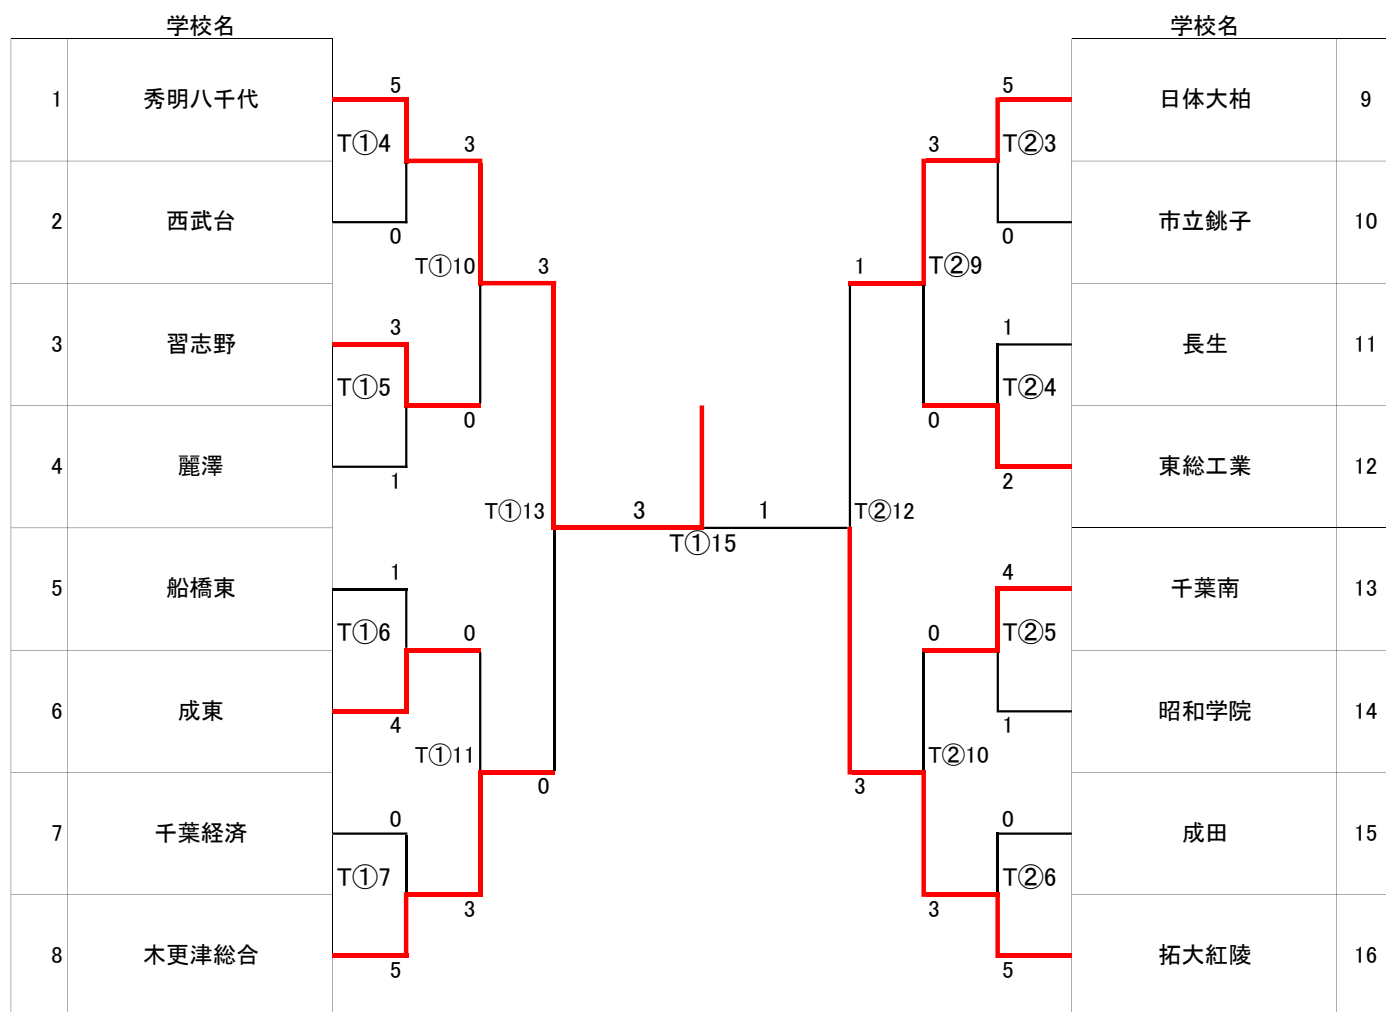 学校名 学校名
5 5
1 秀明八千代 日体大柏 9
T①4 3 3 T②3
2 西武台 市立銚子 10
0 0
T①10 3 1 T②9
3 1
3 習志野 長生 11
T①5 T②4
0 0
4 麗澤 東総工業 12
1 2
T①13 3 1 T②12
T①15
1 4
5 船橋東 千葉南 13
T①6 0 0 T②5
6 成東 昭和学院 14
4 1
T①11 T②10
0 3
0 0
7 千葉経済 成田 15
T①7 T②6
3 3
8 木更津総合 拓大紅陵 16
5 5